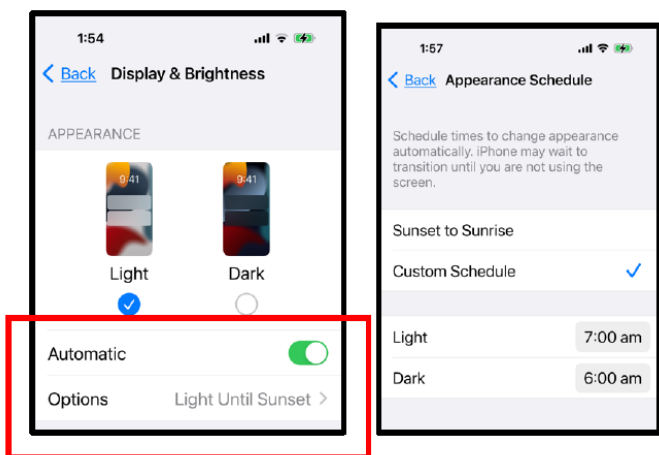 1:54
Back Display & Brightness
APPEARANCE
9:41 9:41
Light Dark
Automatic
Options Light Until Sunset
1:57
Back Appearance Schedule
Schedule times to change appearance
automatically. iPhone may wait to
transition until you are not using the
screen.
Sunset to Sunrise
Custom Schedule
Light 7:00 am
Dark 6:00 am